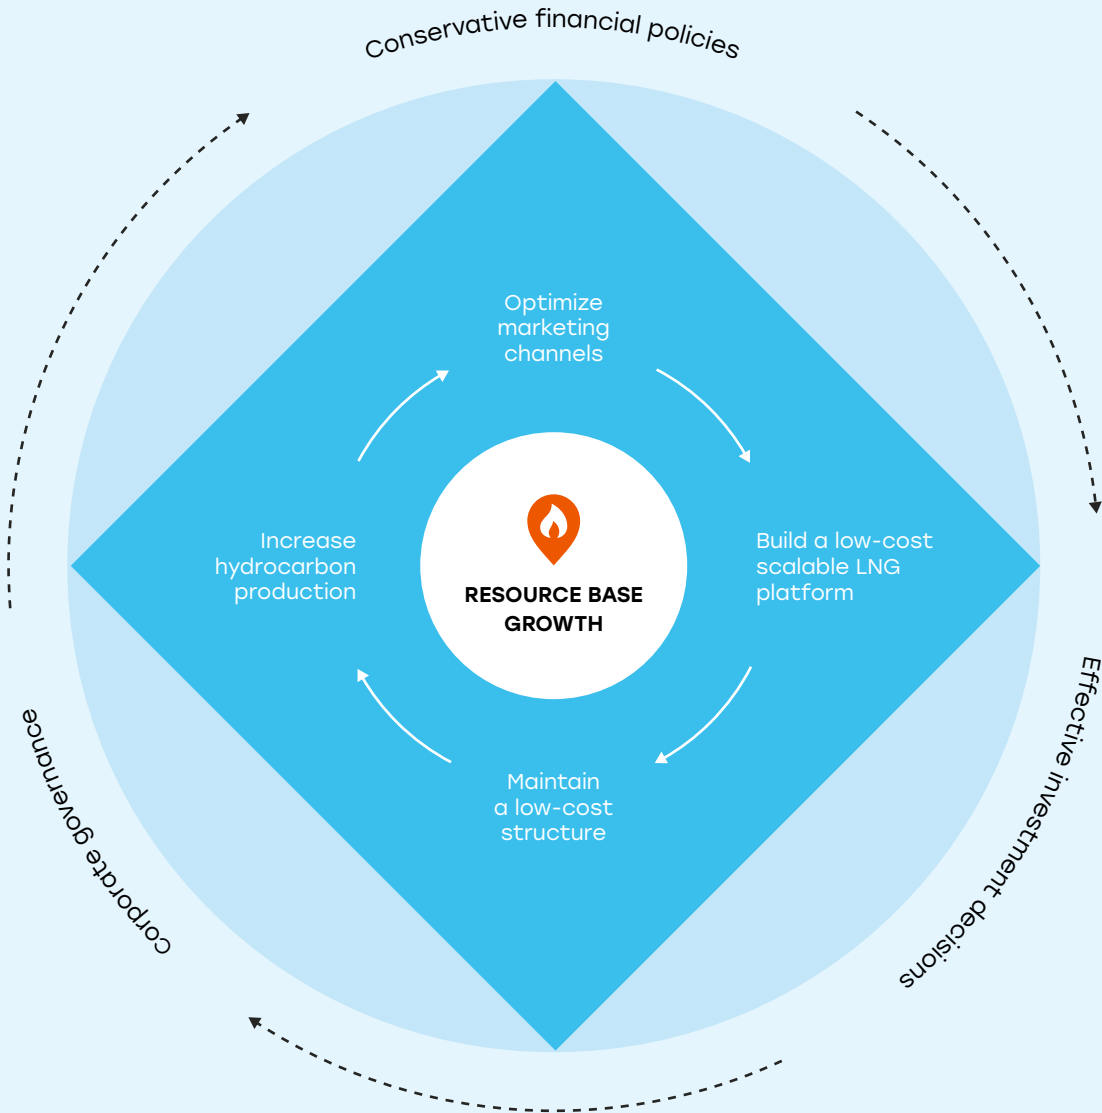 Conservative financial policies
Optimize
marketing
channels
Increase
hydrocarbon
production
RESOURCE BASE
GROWTH
Build a low-cost
scalable LNG
platform
Maintain
a low-cost
structure
Effective investment decisions
Corporate governance